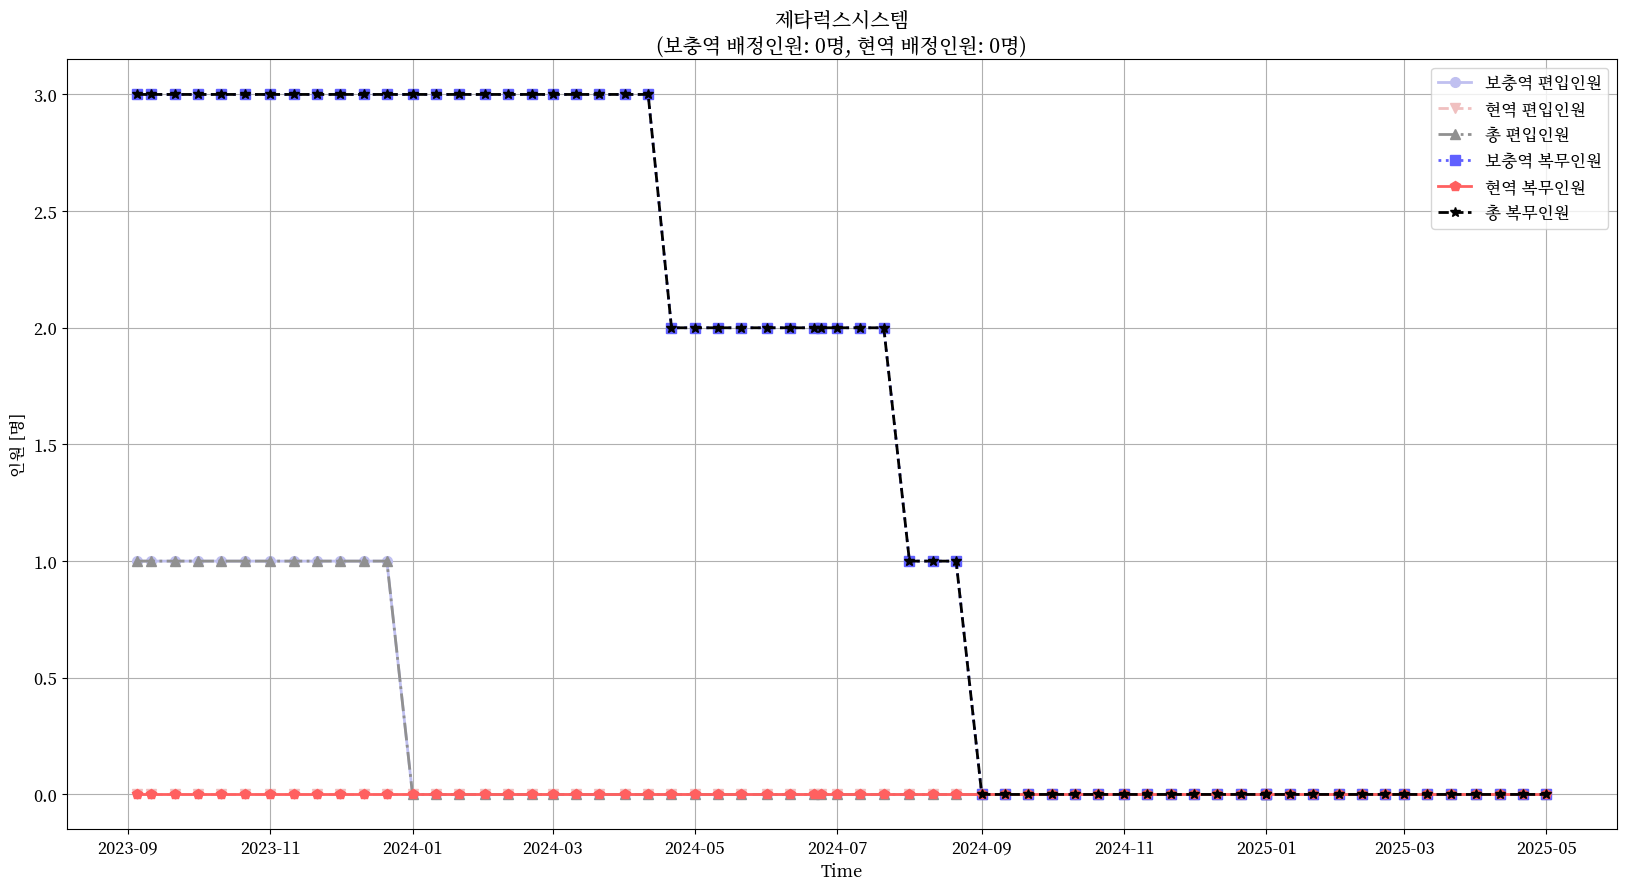 제타럭스시스템
(보충역 배정인원: 0명, 현역 배정인원: 0명)
보충역 편입인원
현역 편입인원
총 편입인원
보충역 복무인원
현역 복무인원
총 복무인원
인원 [명]
3.0
2.5
2.0
1.5
1.0
0.5
0.0
2023-09
2023-11
2024-01
2024-03
2024-05
2024-07
2024-09
2024-11
2025-01
2025-03
2025-05
Time